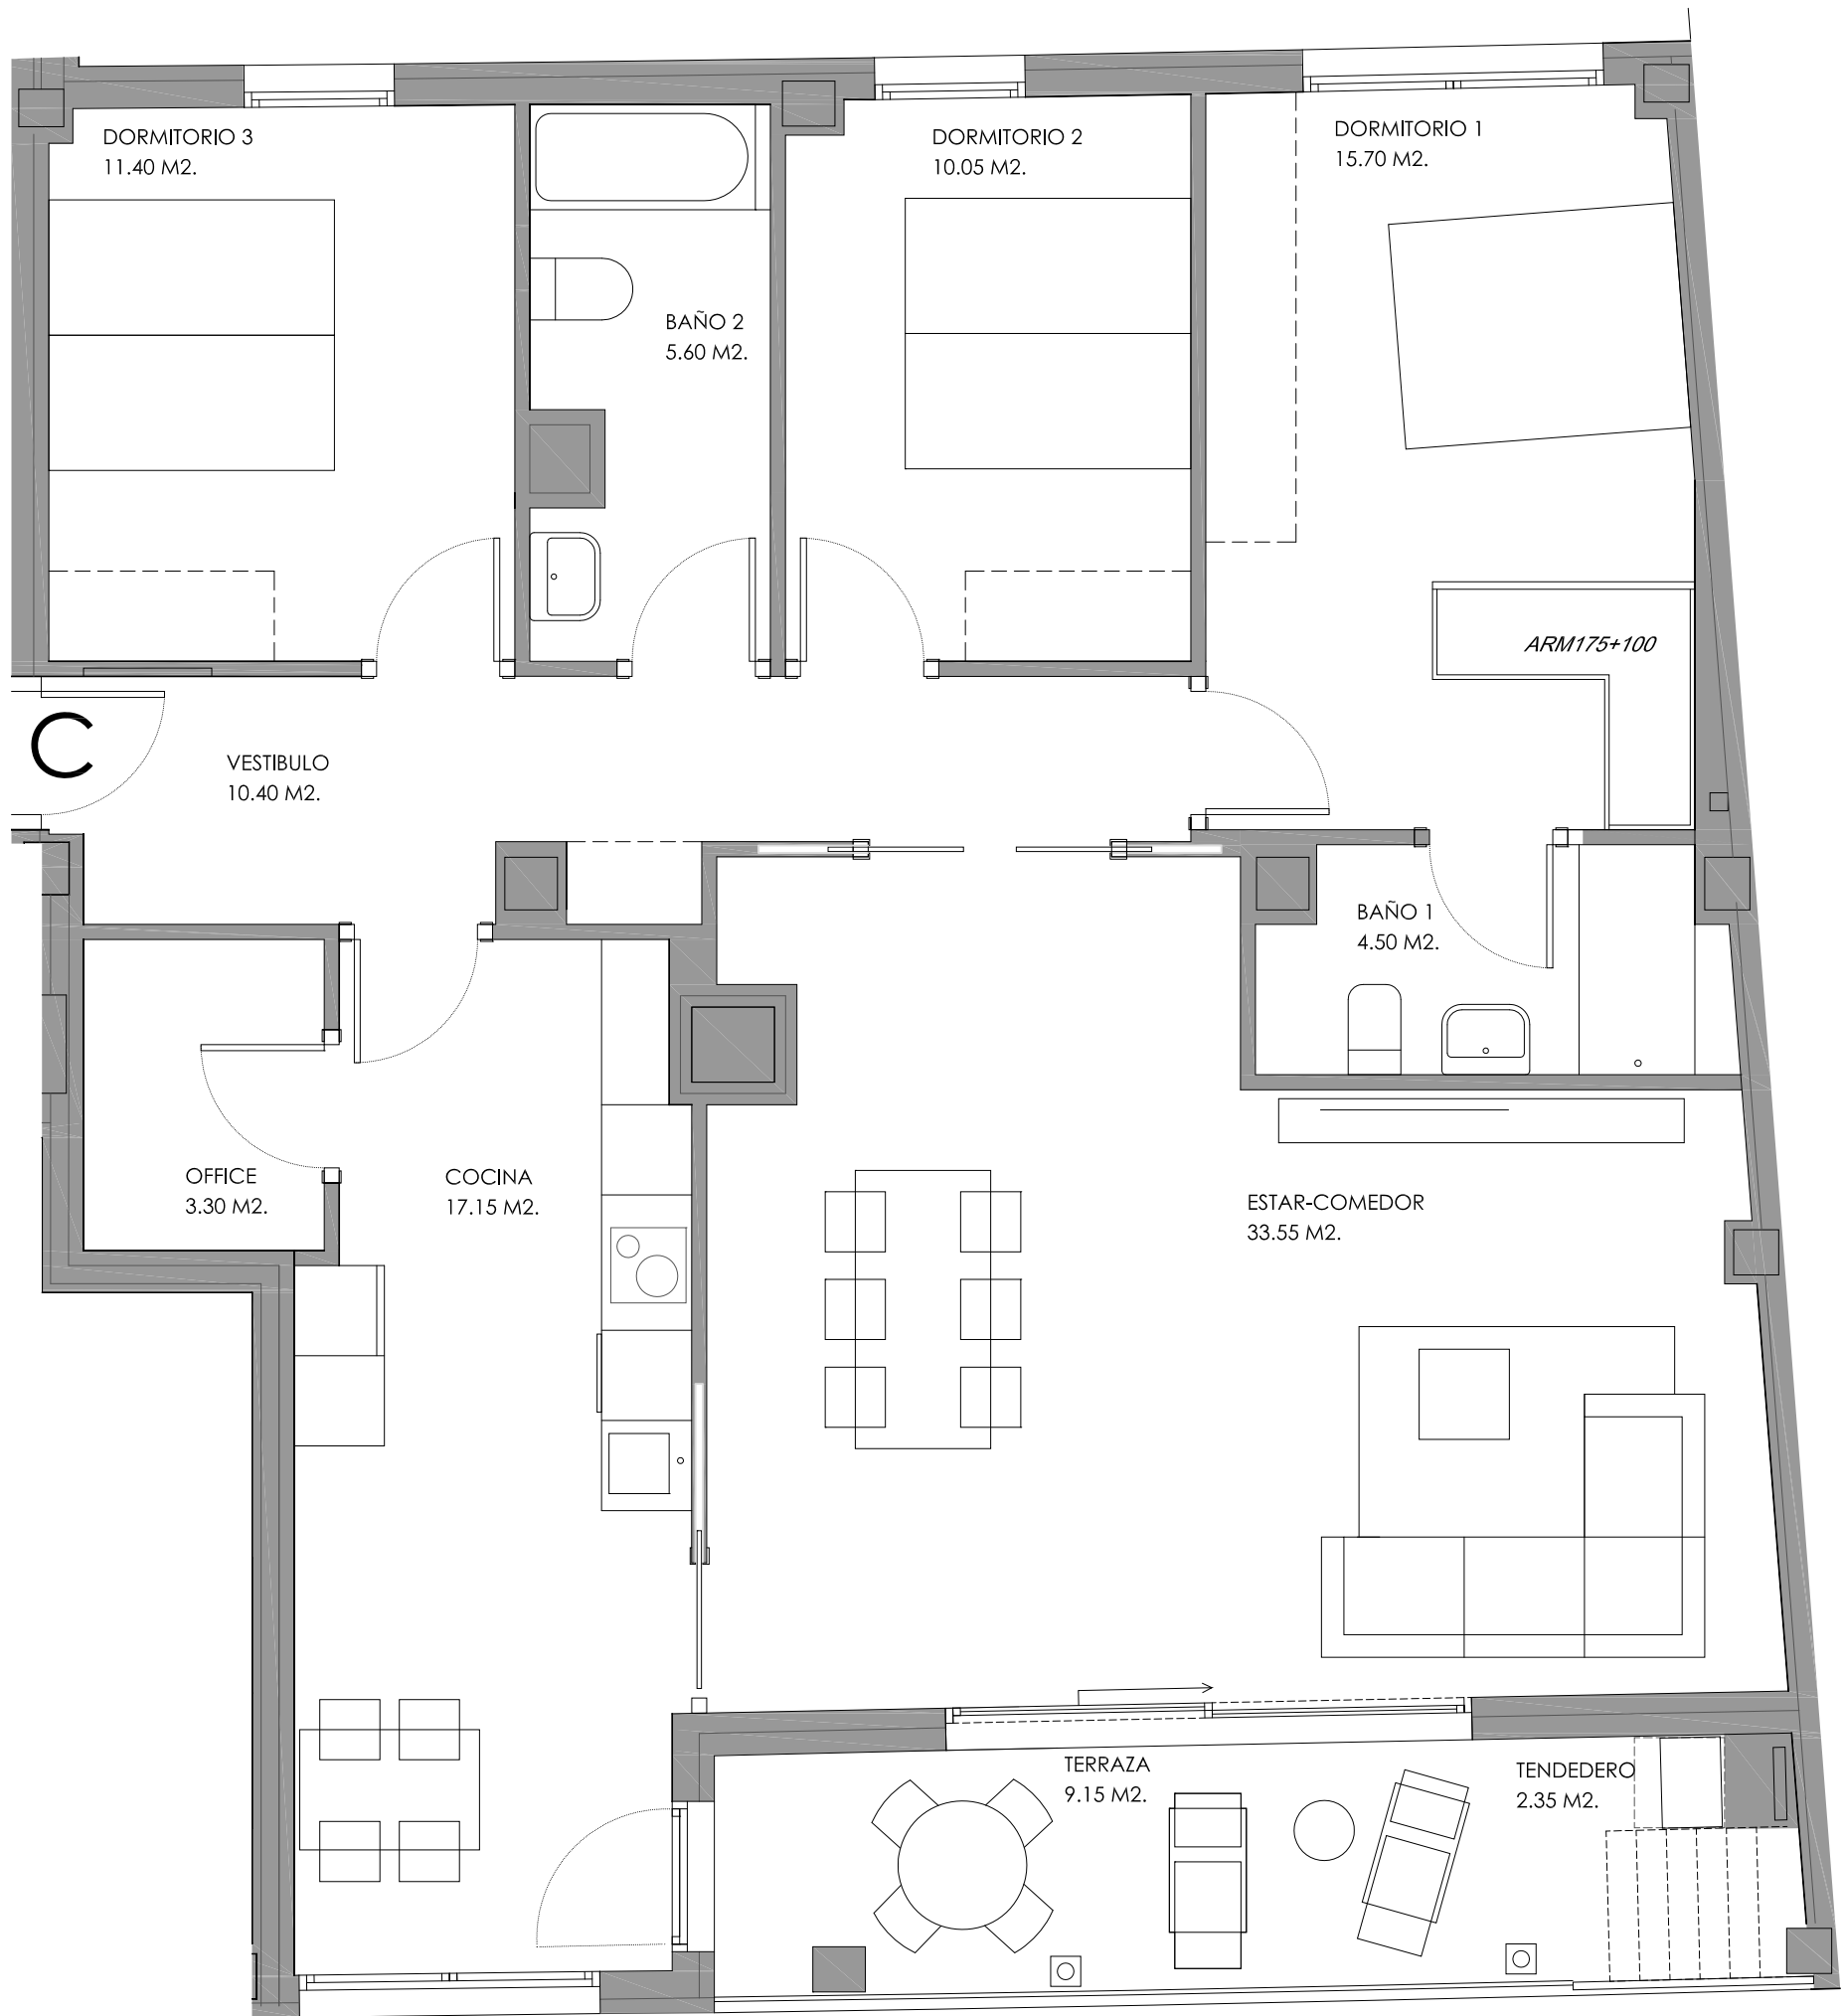 DORMITORIO 3
11.40 M2.
DORMITORIO 2
10.05 M2.
DORMITORIO 1
15.70 M2.
BAÑO 2
5.60 M2.
ARM175+100
C
VESTIBULO
10.40 M2.
BAÑO 1
4.50 M2.
OFFICE
3.30 M2.
COCINA
17.15 M2.
ESTAR-COMEDOR
33.55 M2.
TERRAZA
9.15 M2.
TENDEDERO
2.35 M2.